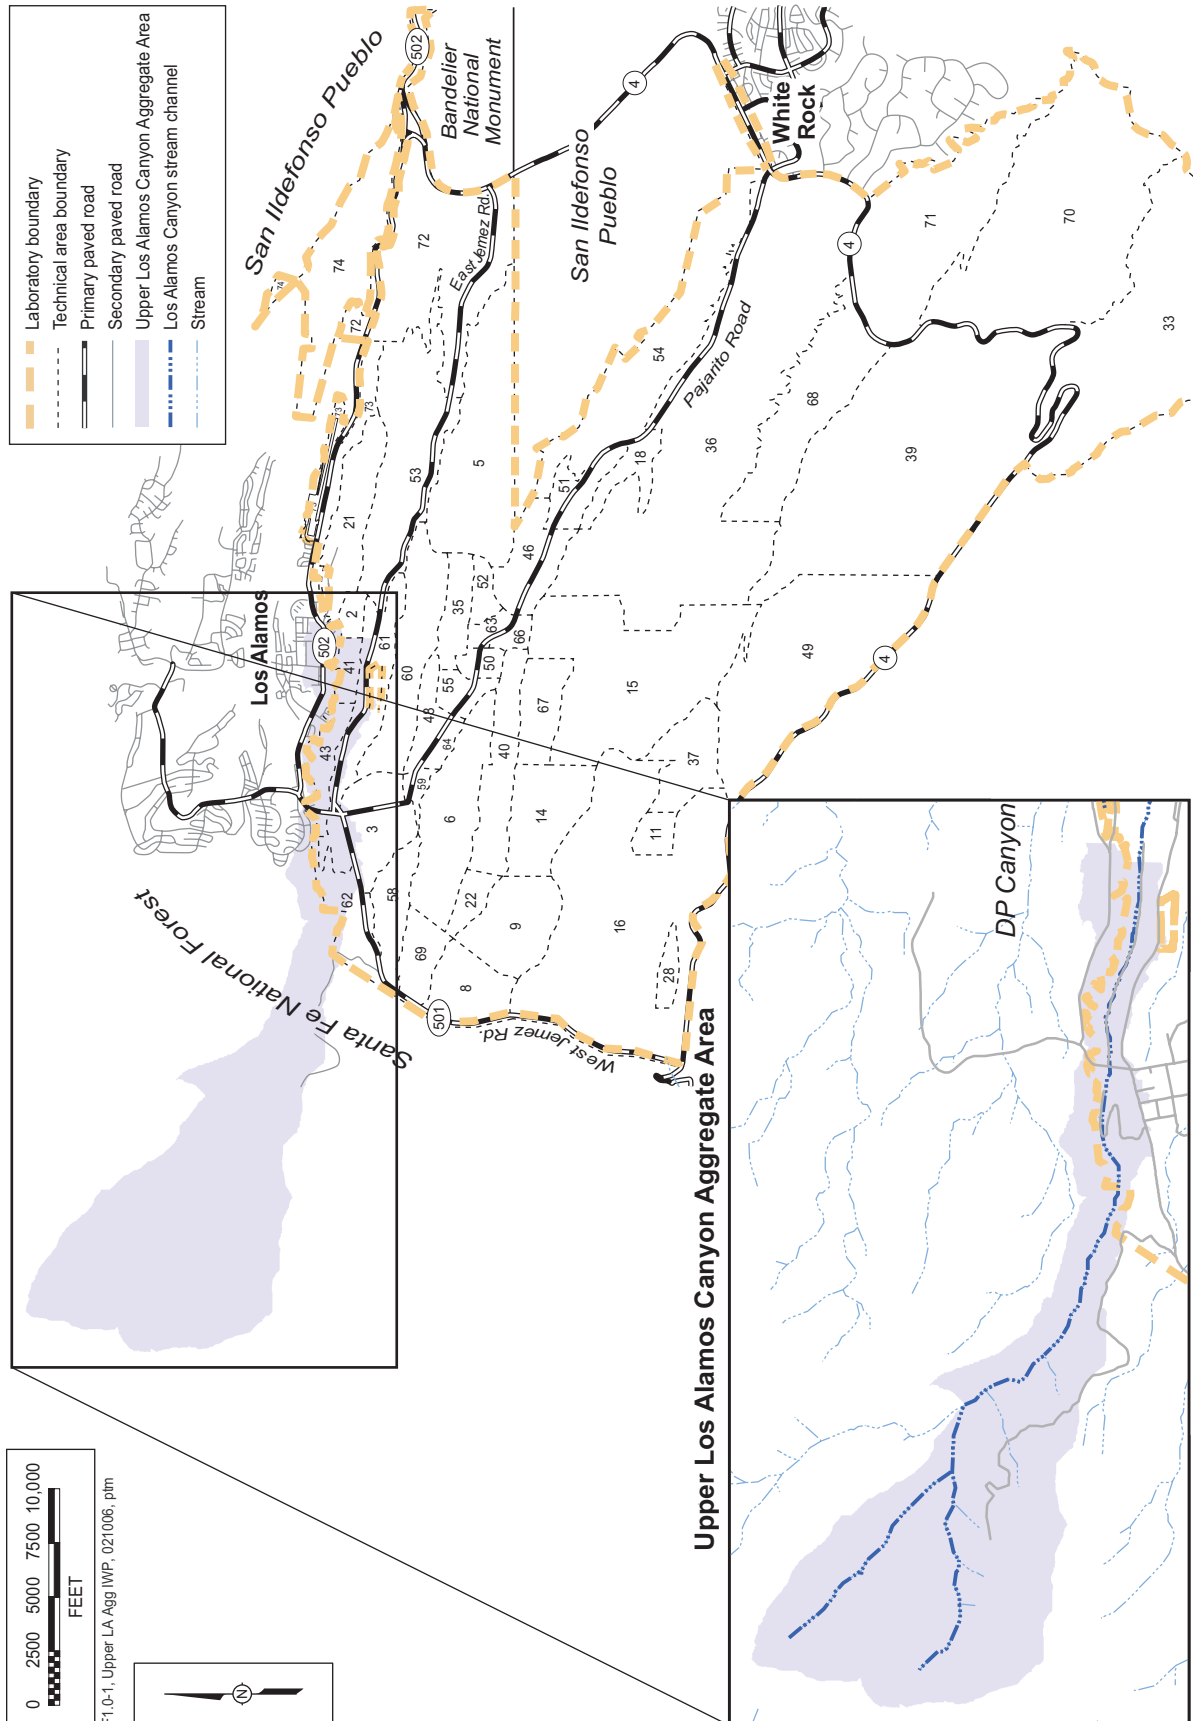 Laboratory boundary
Technical area boundary
Primary paved road
Secondary paved road
Upper Los Alamos Canyon Aggregate Area
Los Alamos Canyon stream channel
Stream
San Ildefonso Pueblo
502
Bandelier
National
Monument
4
White
Rock
San Ildefonso
Pueblo
East Jemez Rd.
Pajarito Road
4
Los Alamos
502
Santa Fe National Forest
501
West Jemez Rd.
4
74
74
72
72
73
73
53
5
21
2
41
61
43
60
3
62
58
59
48
64
55
50
35
52
63
66
46
51
18
54
36
68
71
70
33
39
49
15
67
40
6
14
22
69
8
9
16
11
37
28
Upper Los Alamos Canyon Aggregate Area
DP Canyon
0 2500 5000 7500 10,000
FEET
F1.0-1, Upper LA Agg IWP, 021006, ptm
N